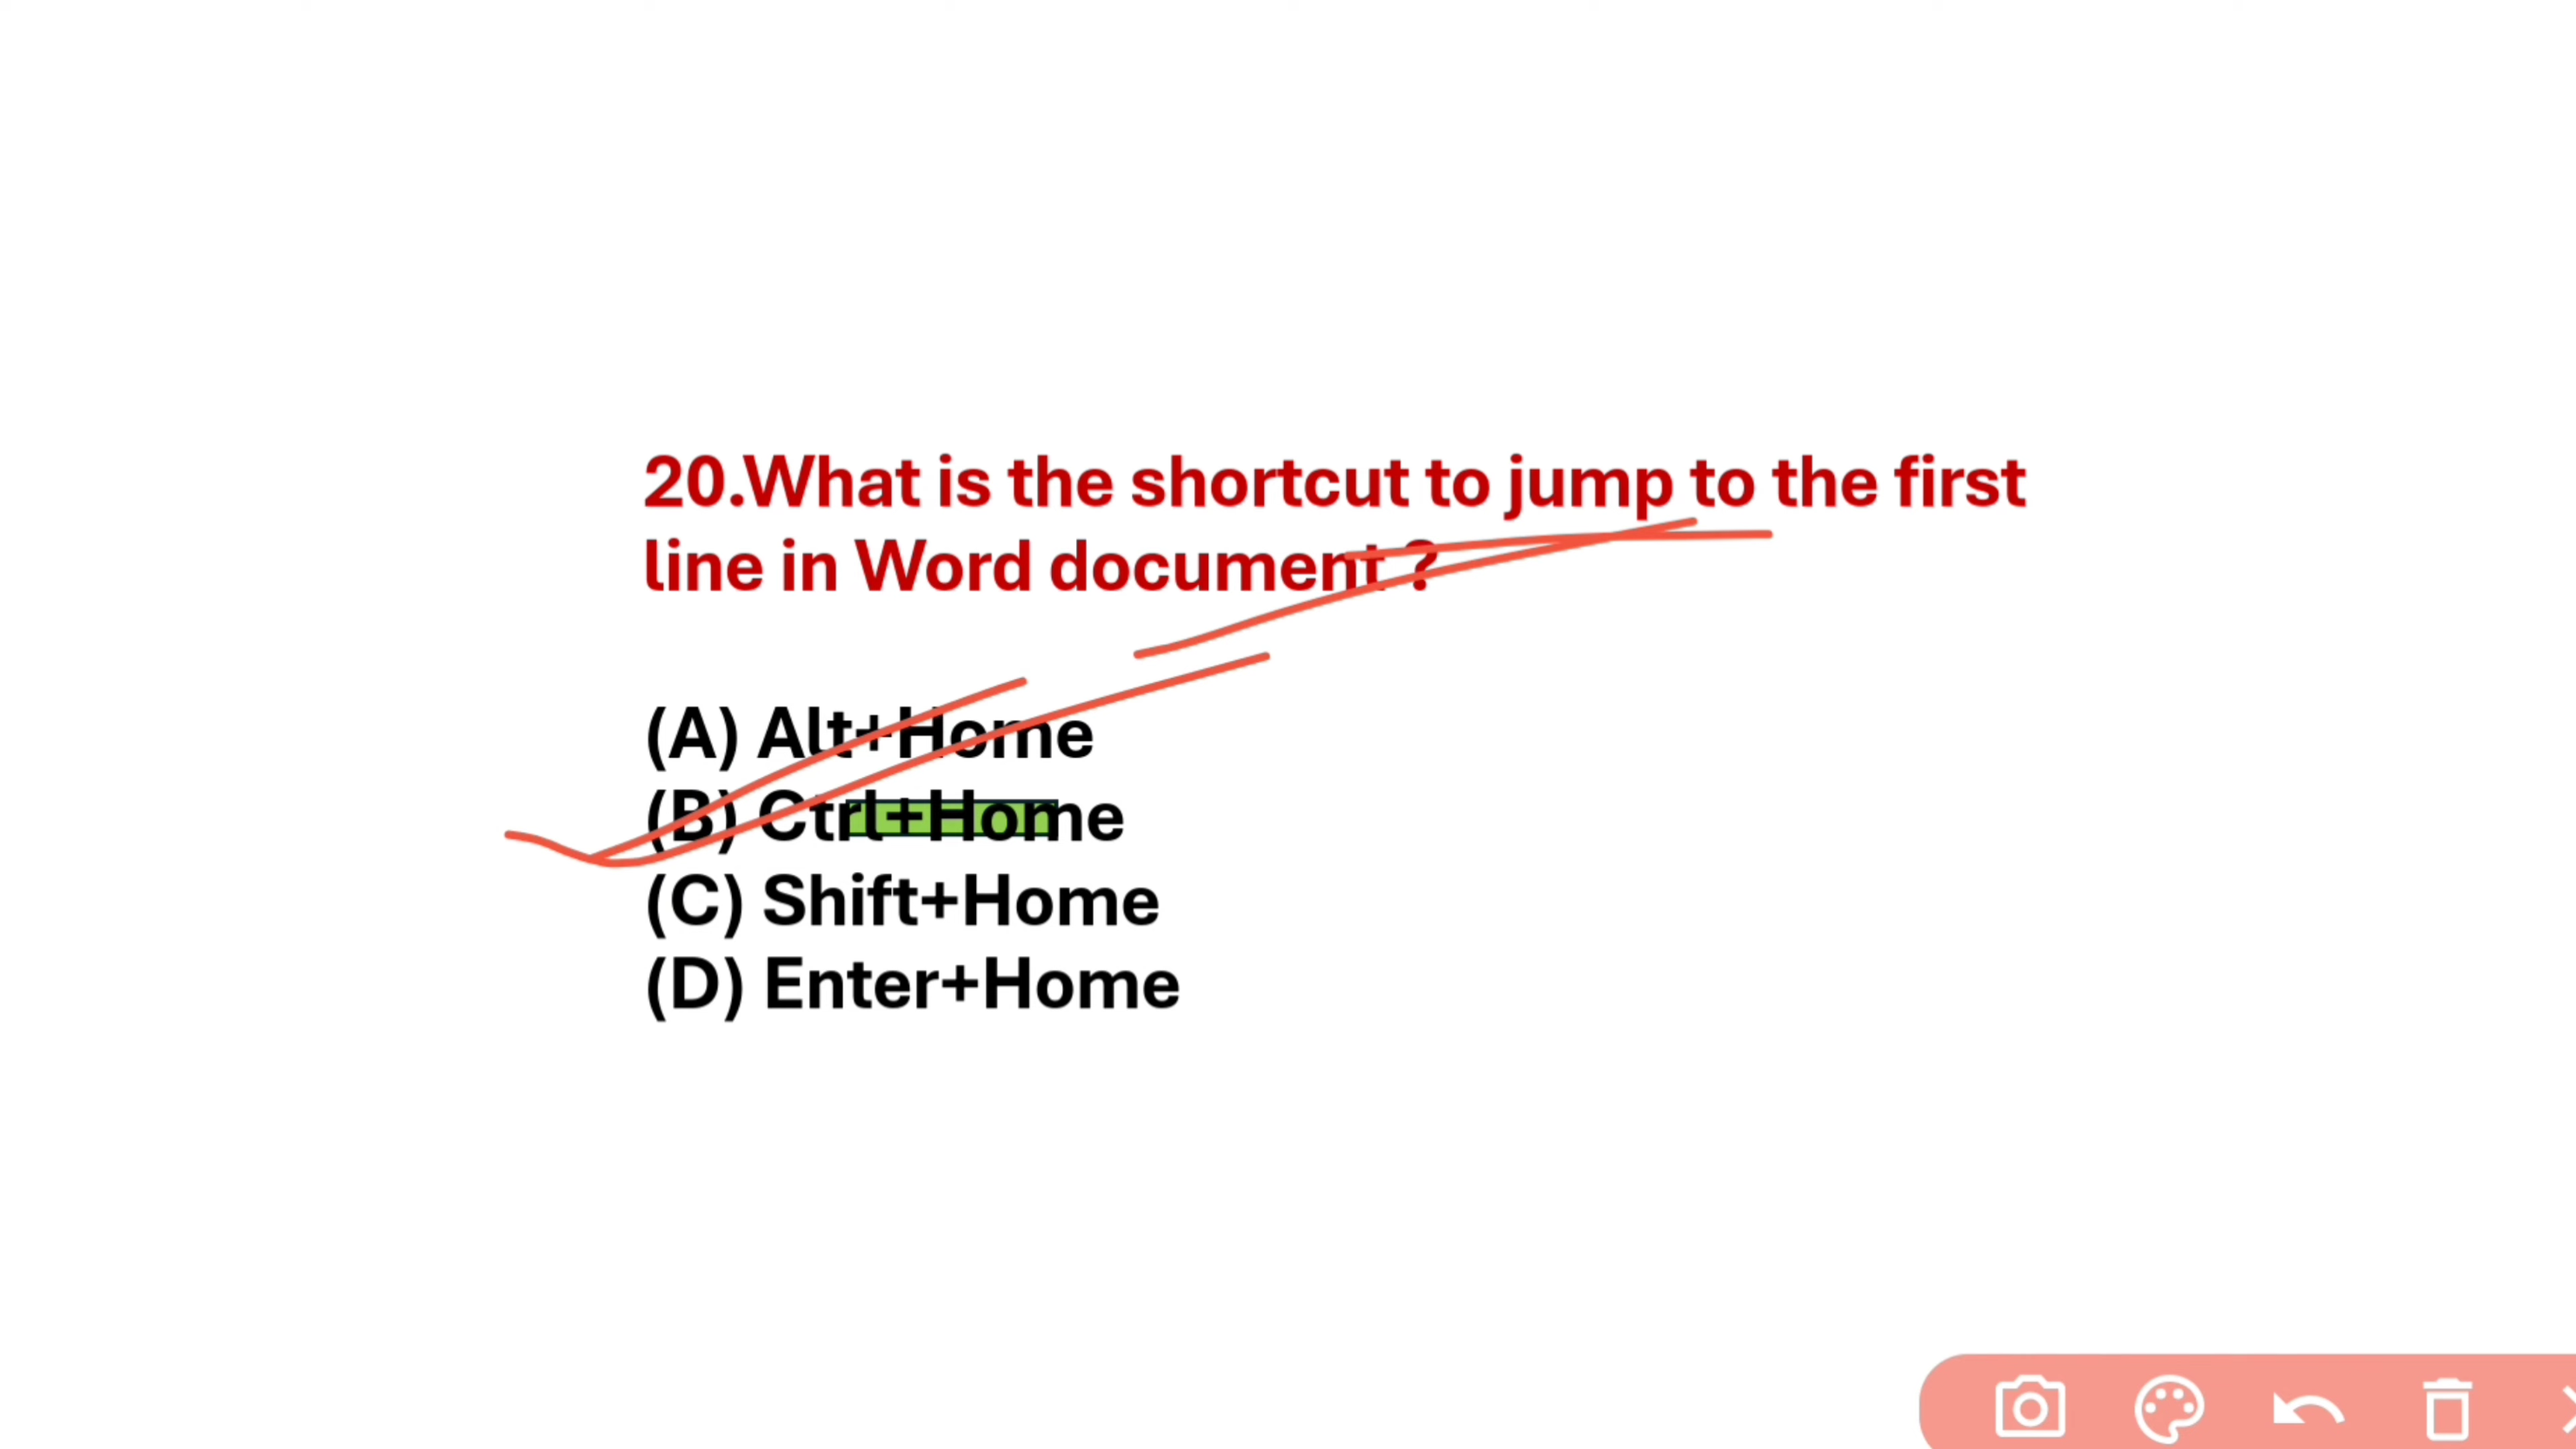 20.What is the shortcut to jump to the first
line in Word document ?
(A) Alt+Home
(B) Ctrl+Home
(C) Shift+Home
(D) Enter+Home